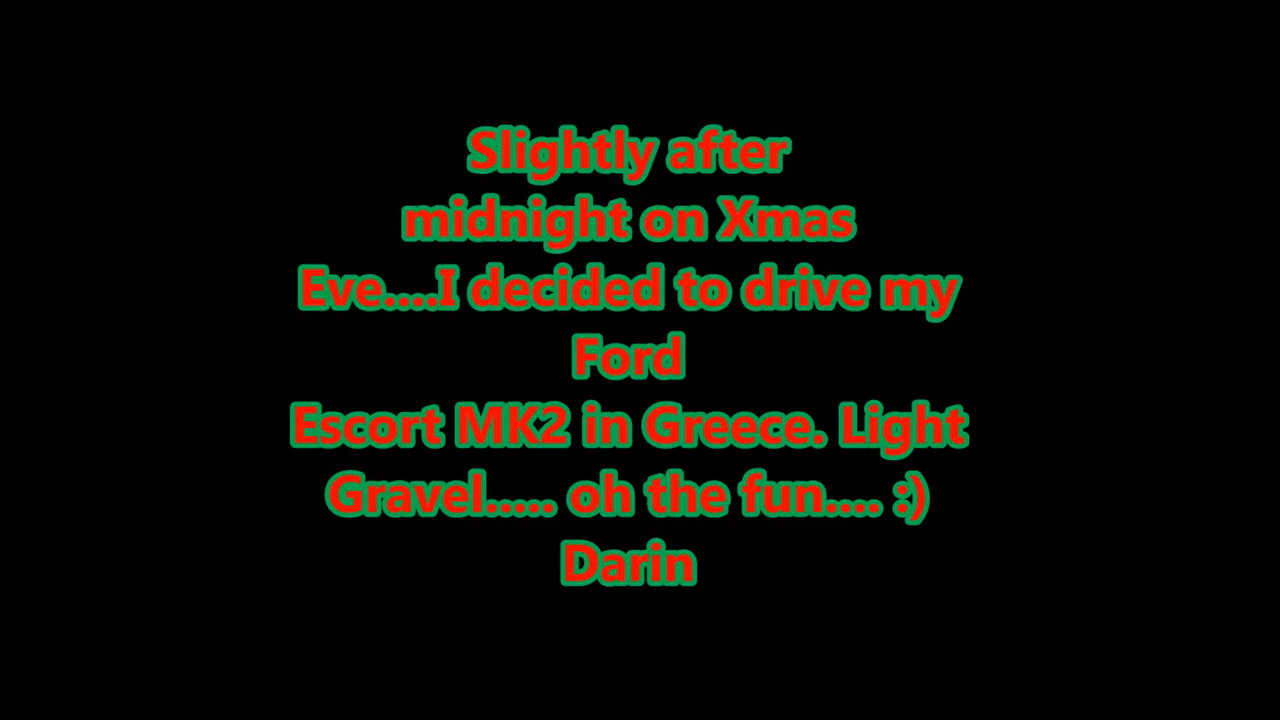 Slightly after
midnight on Xmas
Eve....I decided to drive my
Ford
Escort MK2 in Greece. Light
Gravel..... oh the fun.... :)
Darin